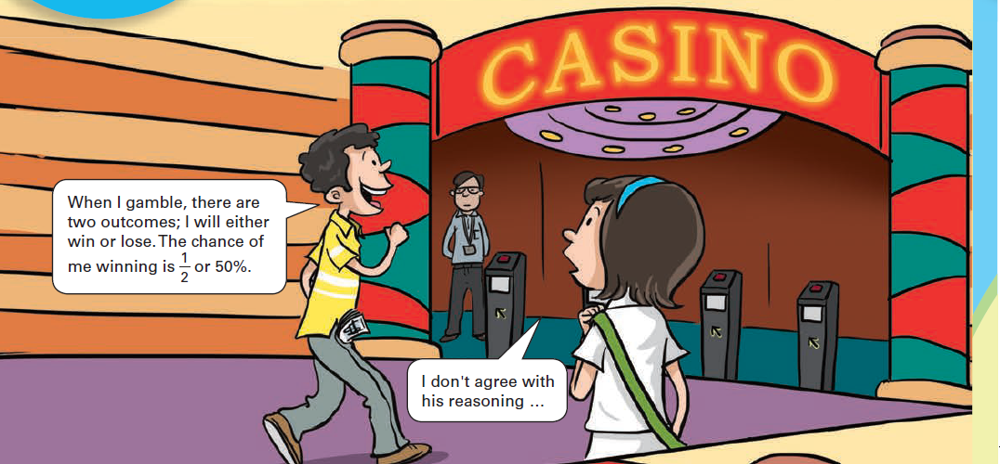 CASINO
When I gamble, there are
two outcomes; I will either
win or lose. The chance of
me winning is 1/2 or 50%.
I don't agree with
his reasoning ...